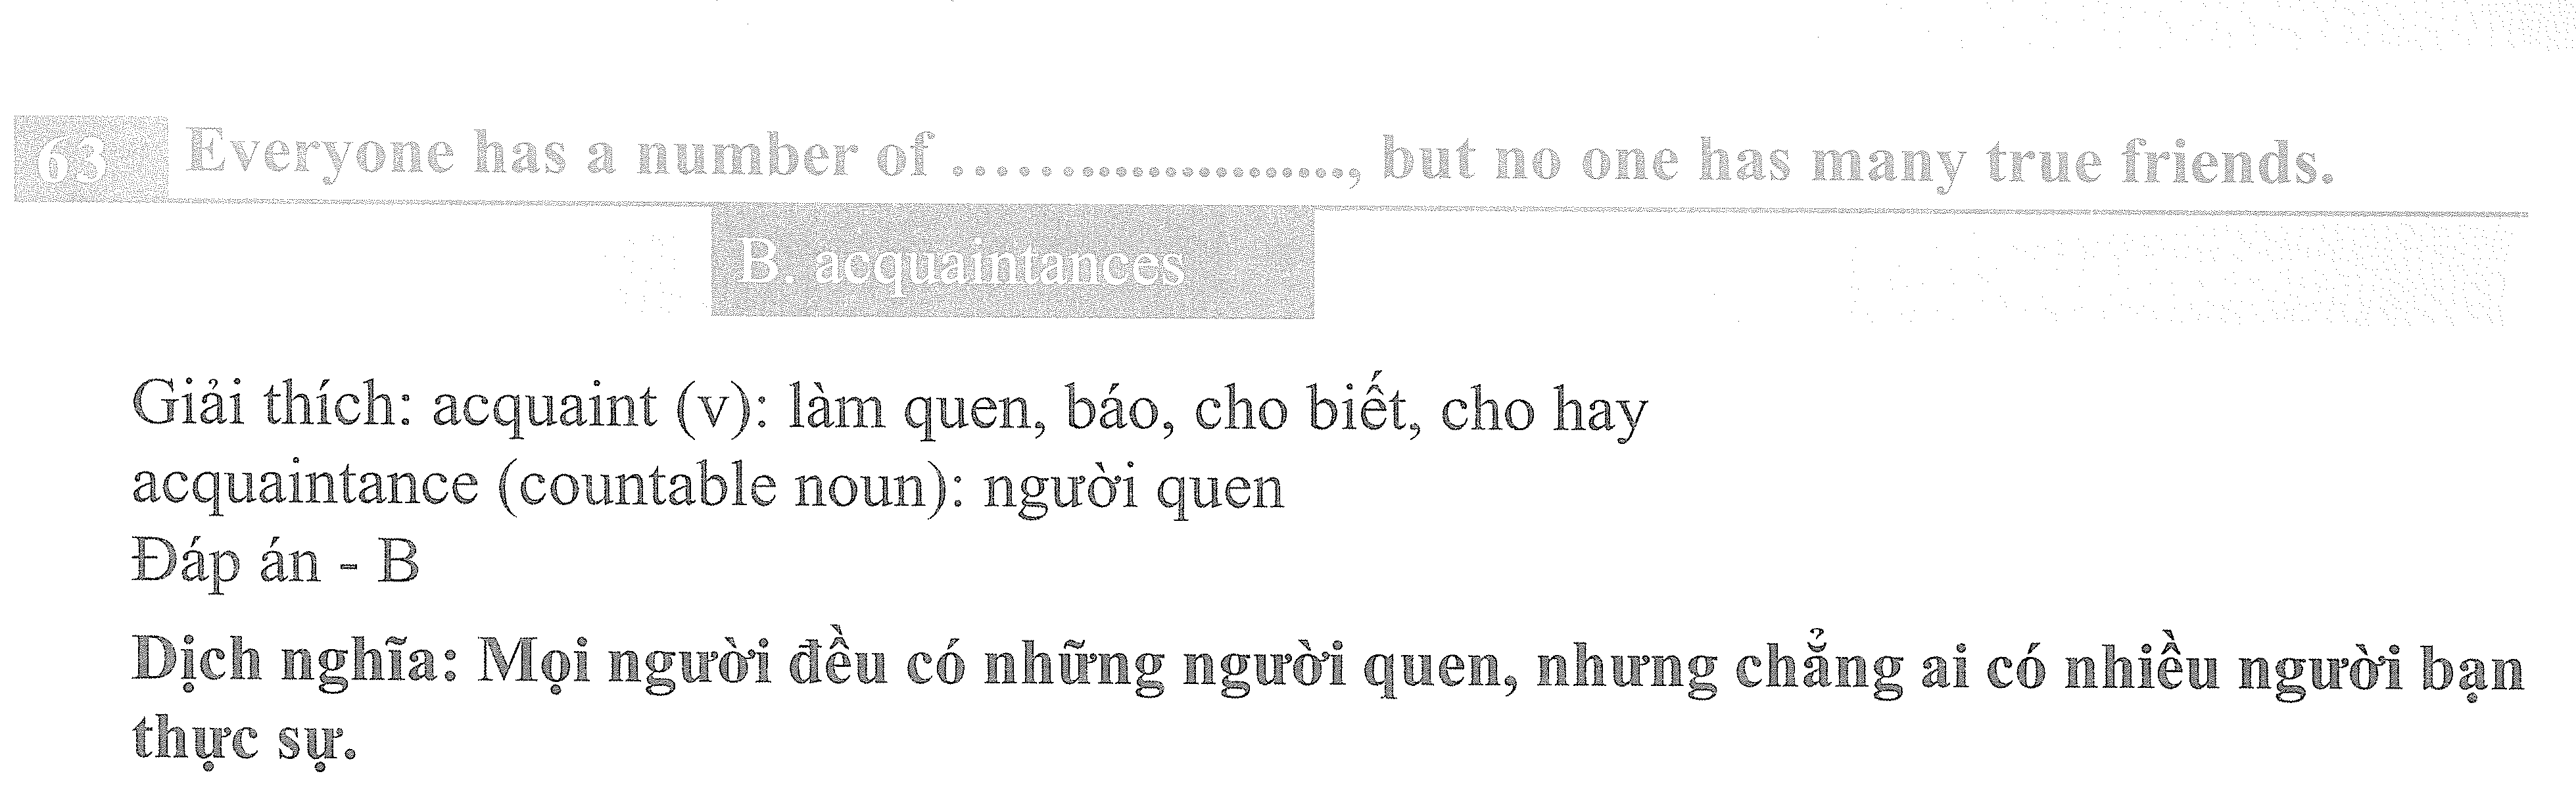 63 Everyone has a number of ........................, but no one has many true friends.
B. acquaintances
Giải thích: acquaint (v): làm quen, báo, cho biết, cho hay
acquaintance (countable noun): người quen
Đáp án - B
Dịch nghĩa: Mọi người đều có những người quen, nhưng chẳng ai có nhiều người bạn
thực sự.